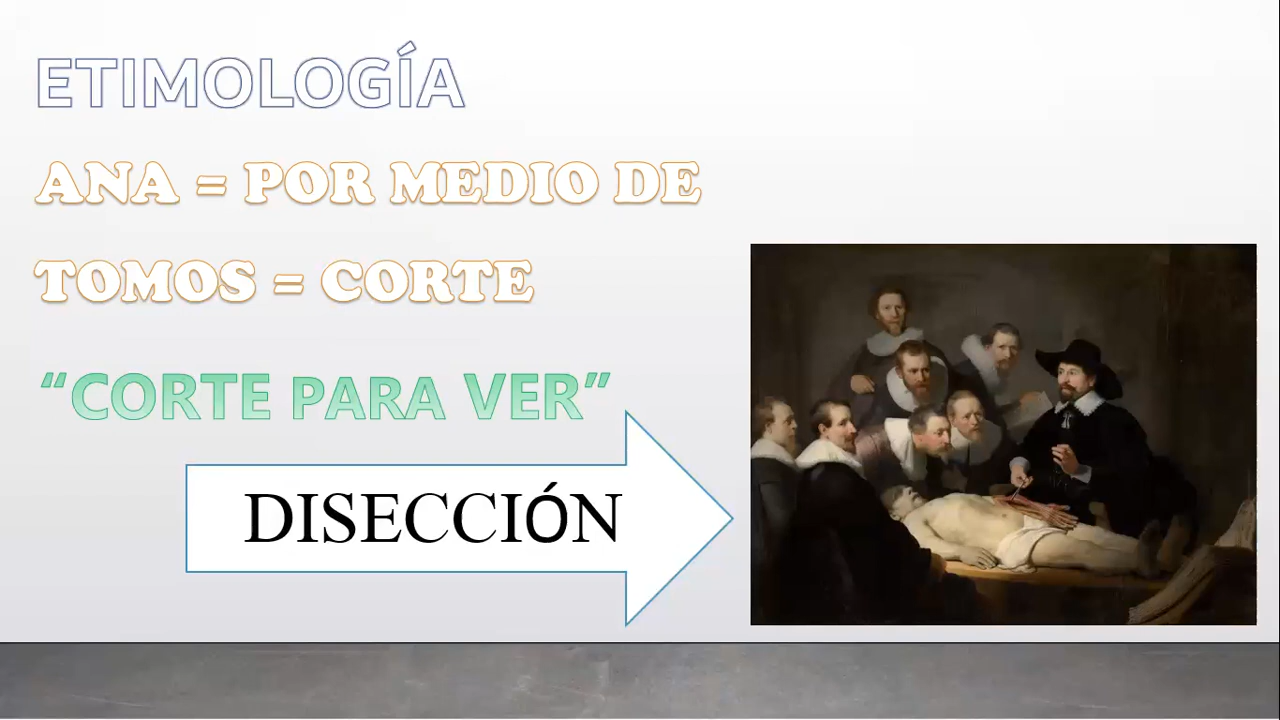 ETIMOLOGÍA
ANA = POR MEDIO DE
TOMOS = CORTE
“CORTE PARA VER”
DISECCIÓN